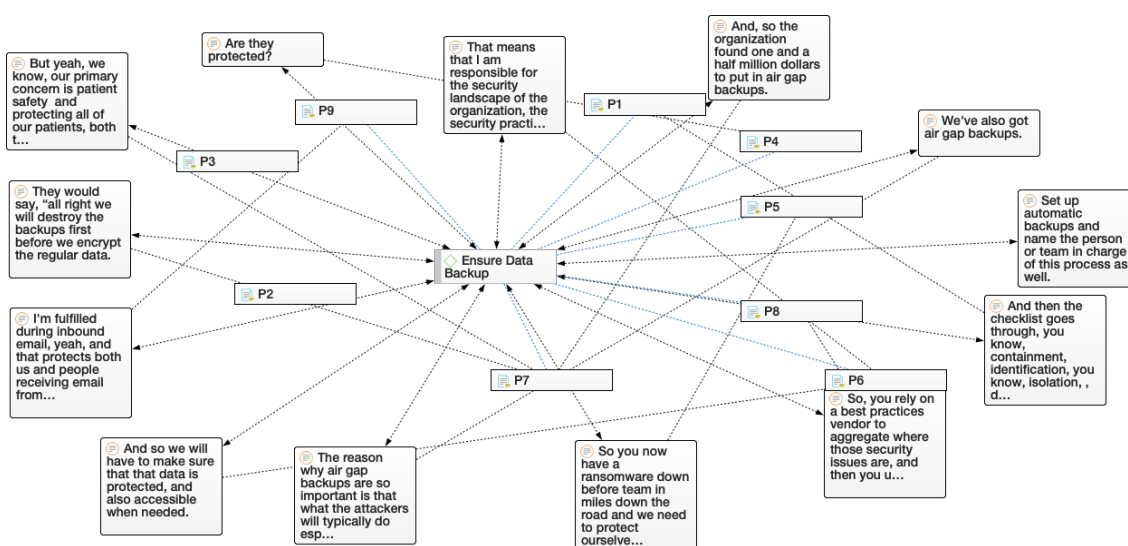 But yeah, we
know, our primary
concern is patient
safety  and
protecting all of
our patients, both
t…
Are they
protected?
That means
that I am
responsible for
the security
landscape of the
organization, the
security practi…
And, so the
organization
found one and a
half million dollars
to put in air gap
backups.
P9
P1
We've also got
air gap backups.
P4
P3
They would
say, “all right we
will destroy the
backups first
before we encrypt
the regular data.
P5
Set up
automatic
backups and
name the person
or team in charge
of this process as
well.
Ensure Data
Backup
P2
I'm fulfilled
during inbound
email, yeah, and
that protects both
us and people
receiving email
from…
P8
And then the
checklist goes
through, you
know,
containment,
identification, you
know, isolation, ,
d…
P7
P6
So, you rely on
a best practices
vendor to
aggregate where
those security
issues are, and
then you u…
And so we will
have to make sure
that that data is
protected, and
also accessible
when needed.
The reason
why air gap
backups are so
important is that
what the attackers
will typically do
esp…
So you now
have a
ransomware down
before team in
miles down the
road and we need
to protect
ourselve…